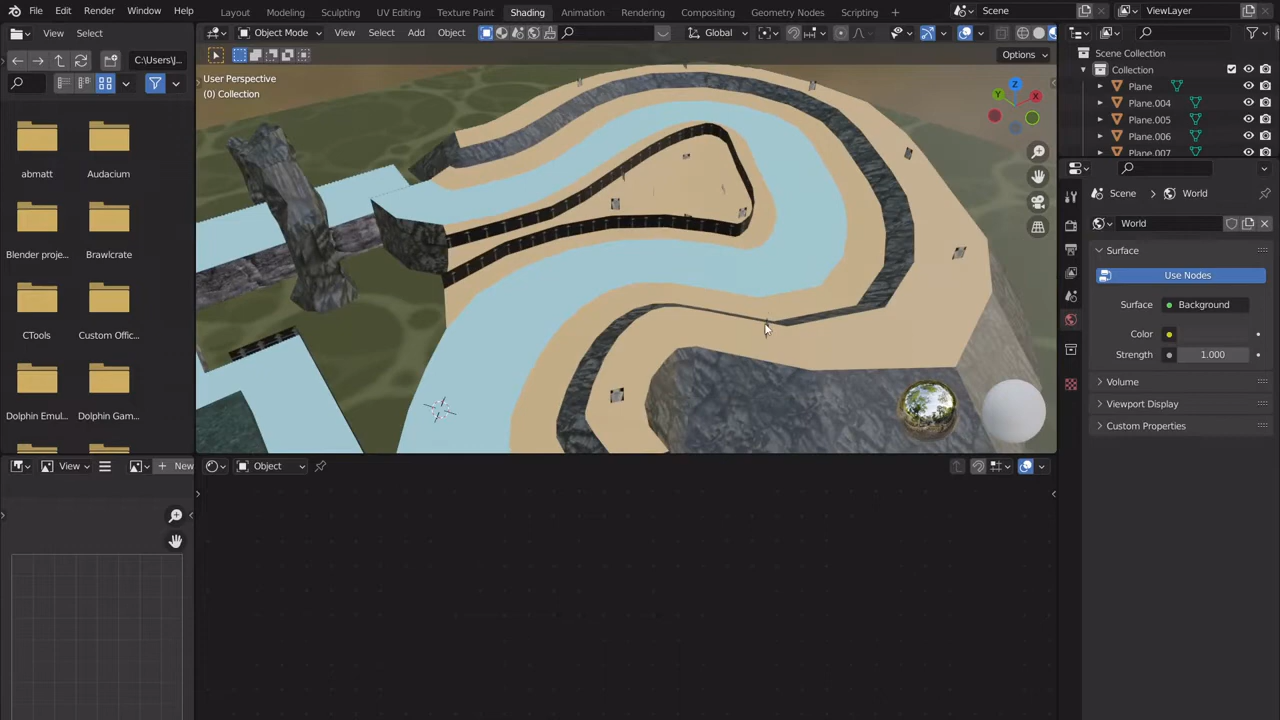 File Edit Render Window Help Layout Modeling Sculpting UV Editing Texture Paint Shading Animation Rendering Compositing Geometry Nodes Scripting + Scene ViewLayer
View Select Object Mode View Select Add Object Global
C:\Users\J... Options Scene Collection
User Perspective Collection
(0) Collection Plane
Plane.004
Plane.005
Plane.006
Plane.007
X Y Z
abmatt Audacium
Blender proje... Brawlcrate
CTools Custom Offic...
Dolphin Emul... Dolphin Gam...
Scene > World
World
Surface
Use Nodes
Surface Background
Color
Strength 1.000
Volume
Viewport Display
Custom Properties
View + New Object